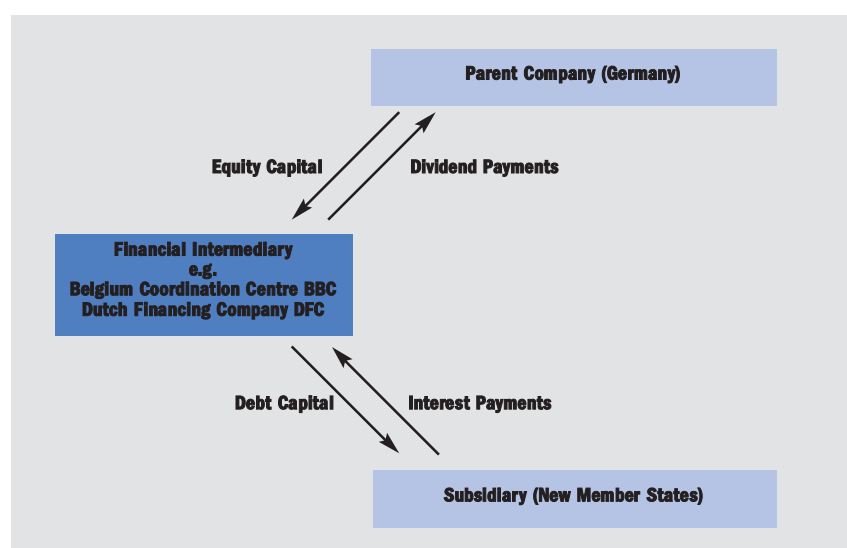 Parent Company (Germany)
Equity Capital
Dividend Payments
Financial Intermediary
e.g.
Belgium Coordination Centre BBC
Dutch Financing Company DFC
Debt Capital
Interest Payments
Subsidiary (New Member States)